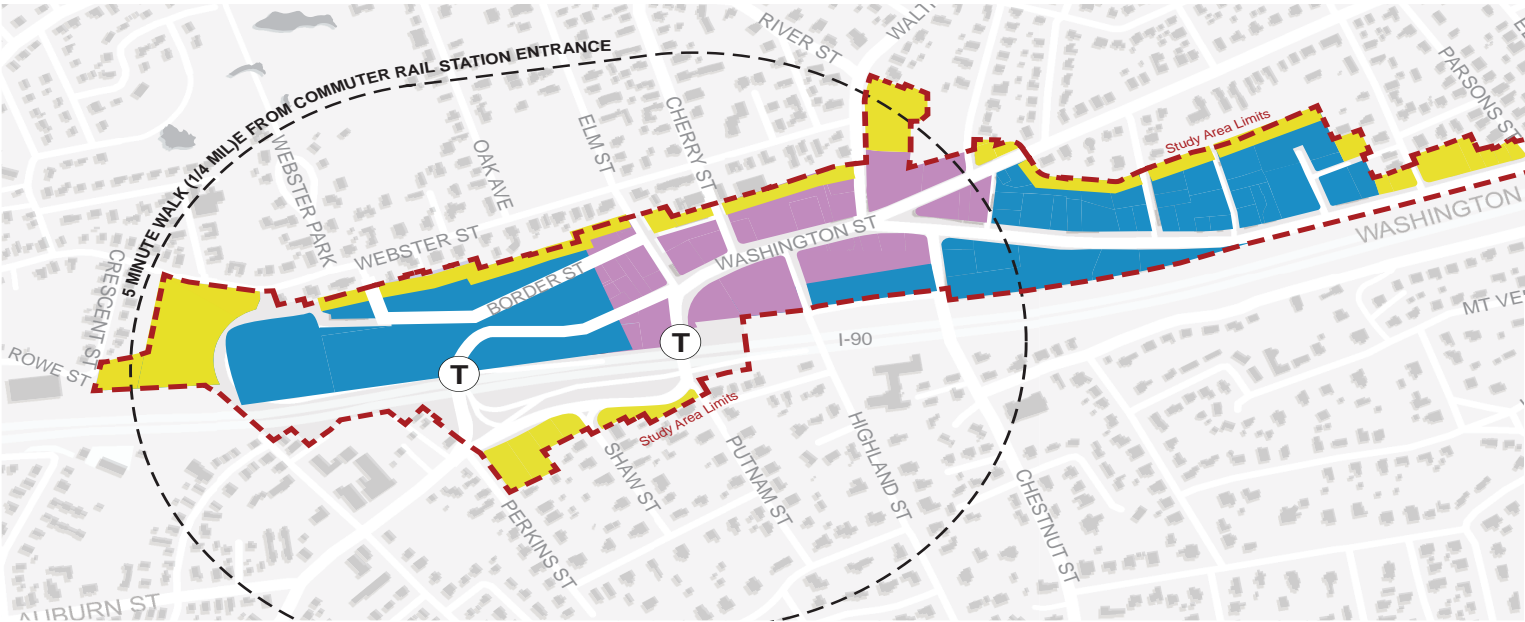 RIVER ST
WALT
PARSONS ST
5 MINUTE WALK (1/4 MIL)E FROM COMMUTER RAIL STATION ENTRANCE
CHERRY ST
ELM ST
OAK AVE
WEBSTER PARK
Study Area Limits
WASHINGTON ST
WASHINGTON
WEBSTER ST
CRESCENT ST
BORDER ST
MT VE
I-90
T
T
ROWE ST
Study Area Limits
HIGHLAND ST
PUTNAM ST
SHAW ST
CHESTNUT ST
PERKINS ST
AUBURN ST